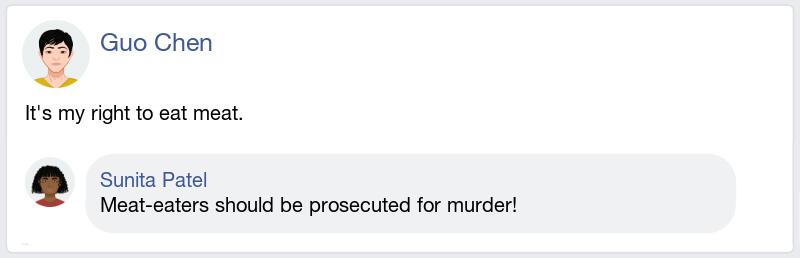 Guo Chen
It's my right to eat meat.
Sunita Patel
Meat-eaters should be prosecuted for murder!